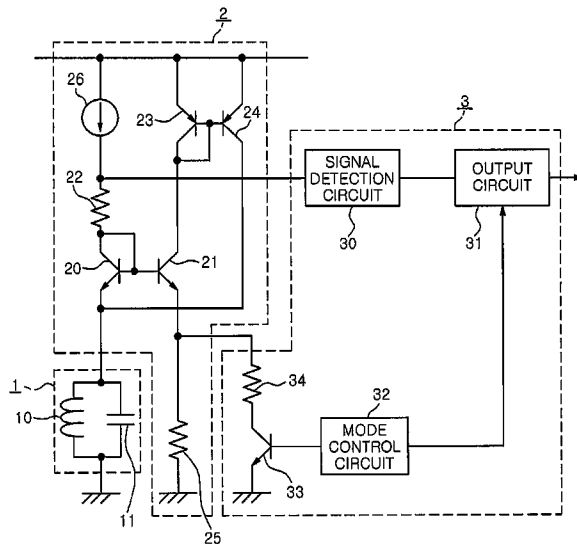 2
26
23
24
3
SIGNAL
DETECTION
CIRCUIT
OUTPUT
CIRCUIT
22
30
31
20
21
1
34
10
32
MODE
CONTROL
CIRCUIT
11
25
33